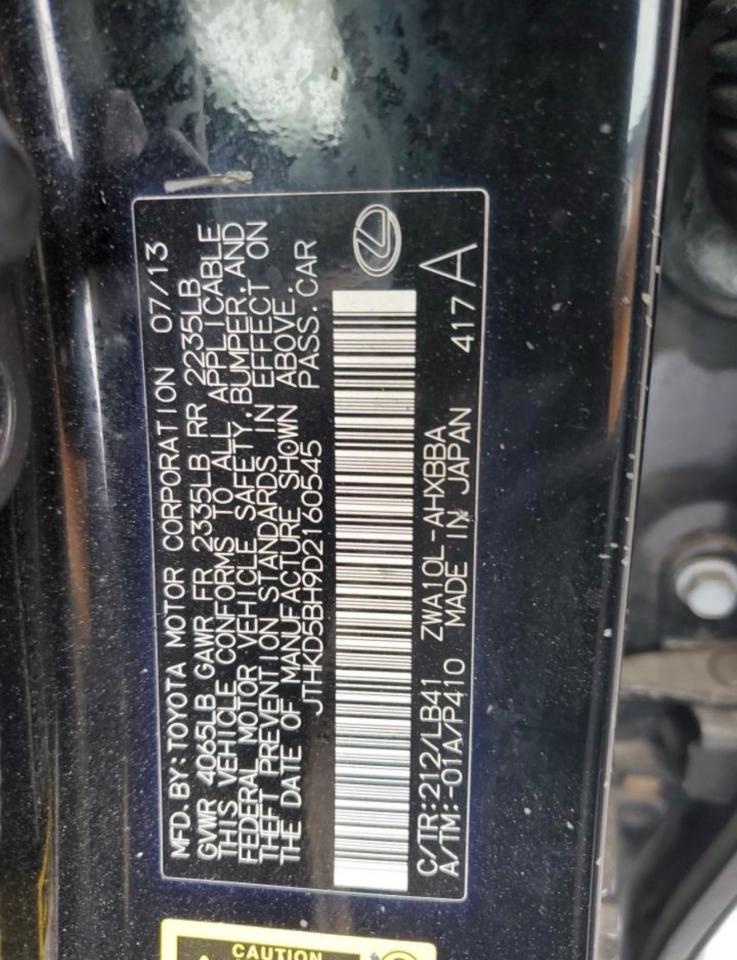 MFD. BY: TOYOTA MOTOR CORPORATION 07/13
GVWR 4065LB GAWR FR 2335LB RR 2235LB
THIS VEHICLE CONFORMS TO ALL APPLICABLE
FEDERAL MOTOR VEHICLE SAFETY, BUMPER, AND
THEFT PREVENTION STANDARDS IN EFFECT ON
THE DATE OF MANUFACTURE SHOWN ABOVE.
JTHKD5BH9D2160545 PASS. CAR
C/TR: 212/LB41 ZWA10L-AHXBBA
A/TM: -01A/P410 MADE IN JAPAN 417 A
CAUTION